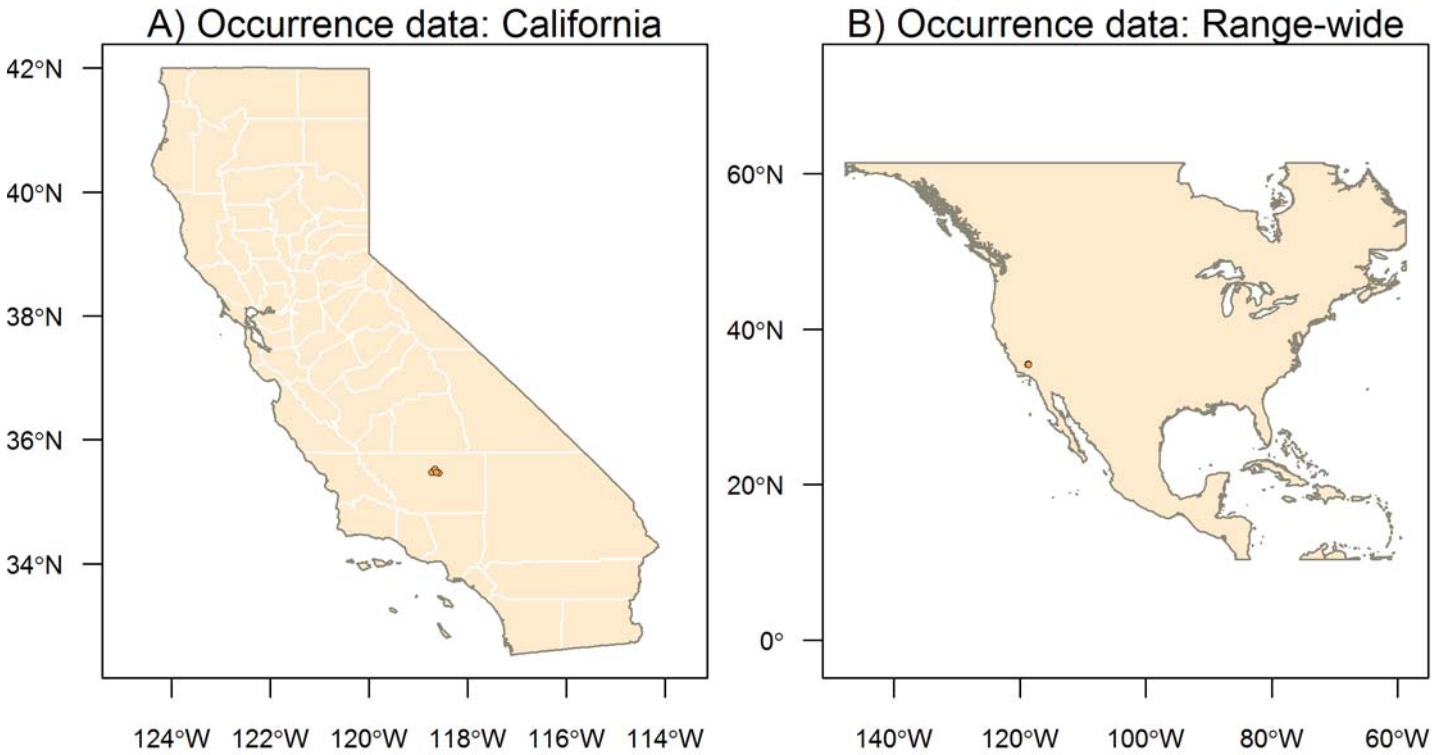 A) Occurrence data: California
42°N
40°N
38°N
36°N
34°N
124°W 122°W 120°W 118°W 116°W 114°W
B) Occurrence data: Range-wide
60°N
40°N
20°N
0°
140°W 120°W 100°W 80°W 60°W